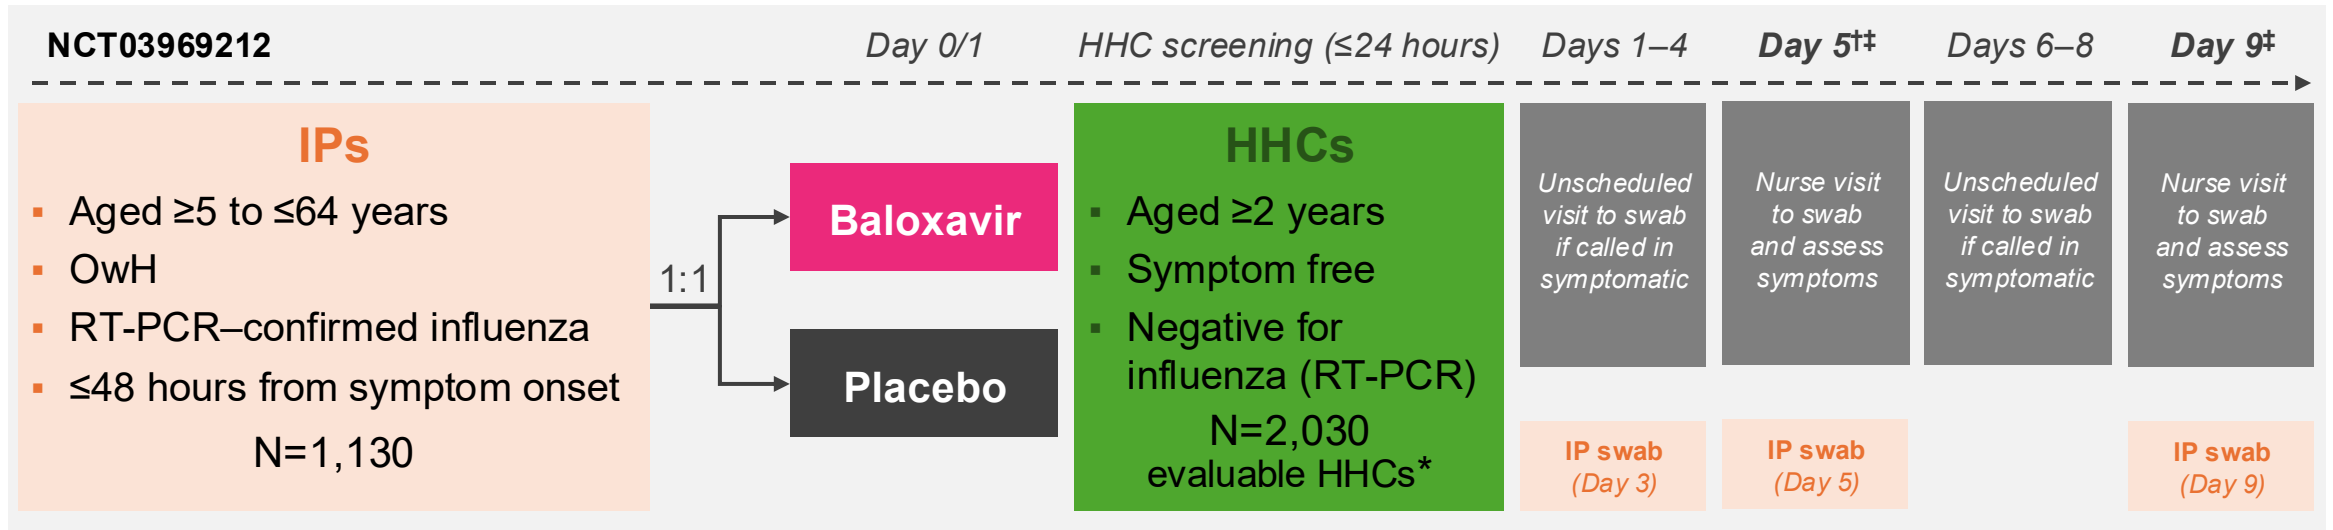 NCT03969212
Day 0/1
HHC screening (≤24 hours)
Days 1–4
Day 5†‡
Days 6–8
Day 9‡
IPs
▪ Aged ≥5 to ≤64 years
▪ OwH
▪ RT-PCR–confirmed influenza
▪ ≤48 hours from symptom onset
N=1,130
1:1
Baloxavir
Placebo
HHCs
▪ Aged ≥2 years
▪ Symptom free
▪ Negative for
influenza (RT-PCR)
N=2,030
evaluable HHCs*
Unscheduled
visit to swab
if called in
symptomatic
Nurse visit
to swab
and assess
symptoms
Unscheduled
visit to swab
if called in
symptomatic
Nurse visit
to swab
and assess
symptoms
IP swab
(Day 3)
IP swab
(Day 5)
IP swab
(Day 9)